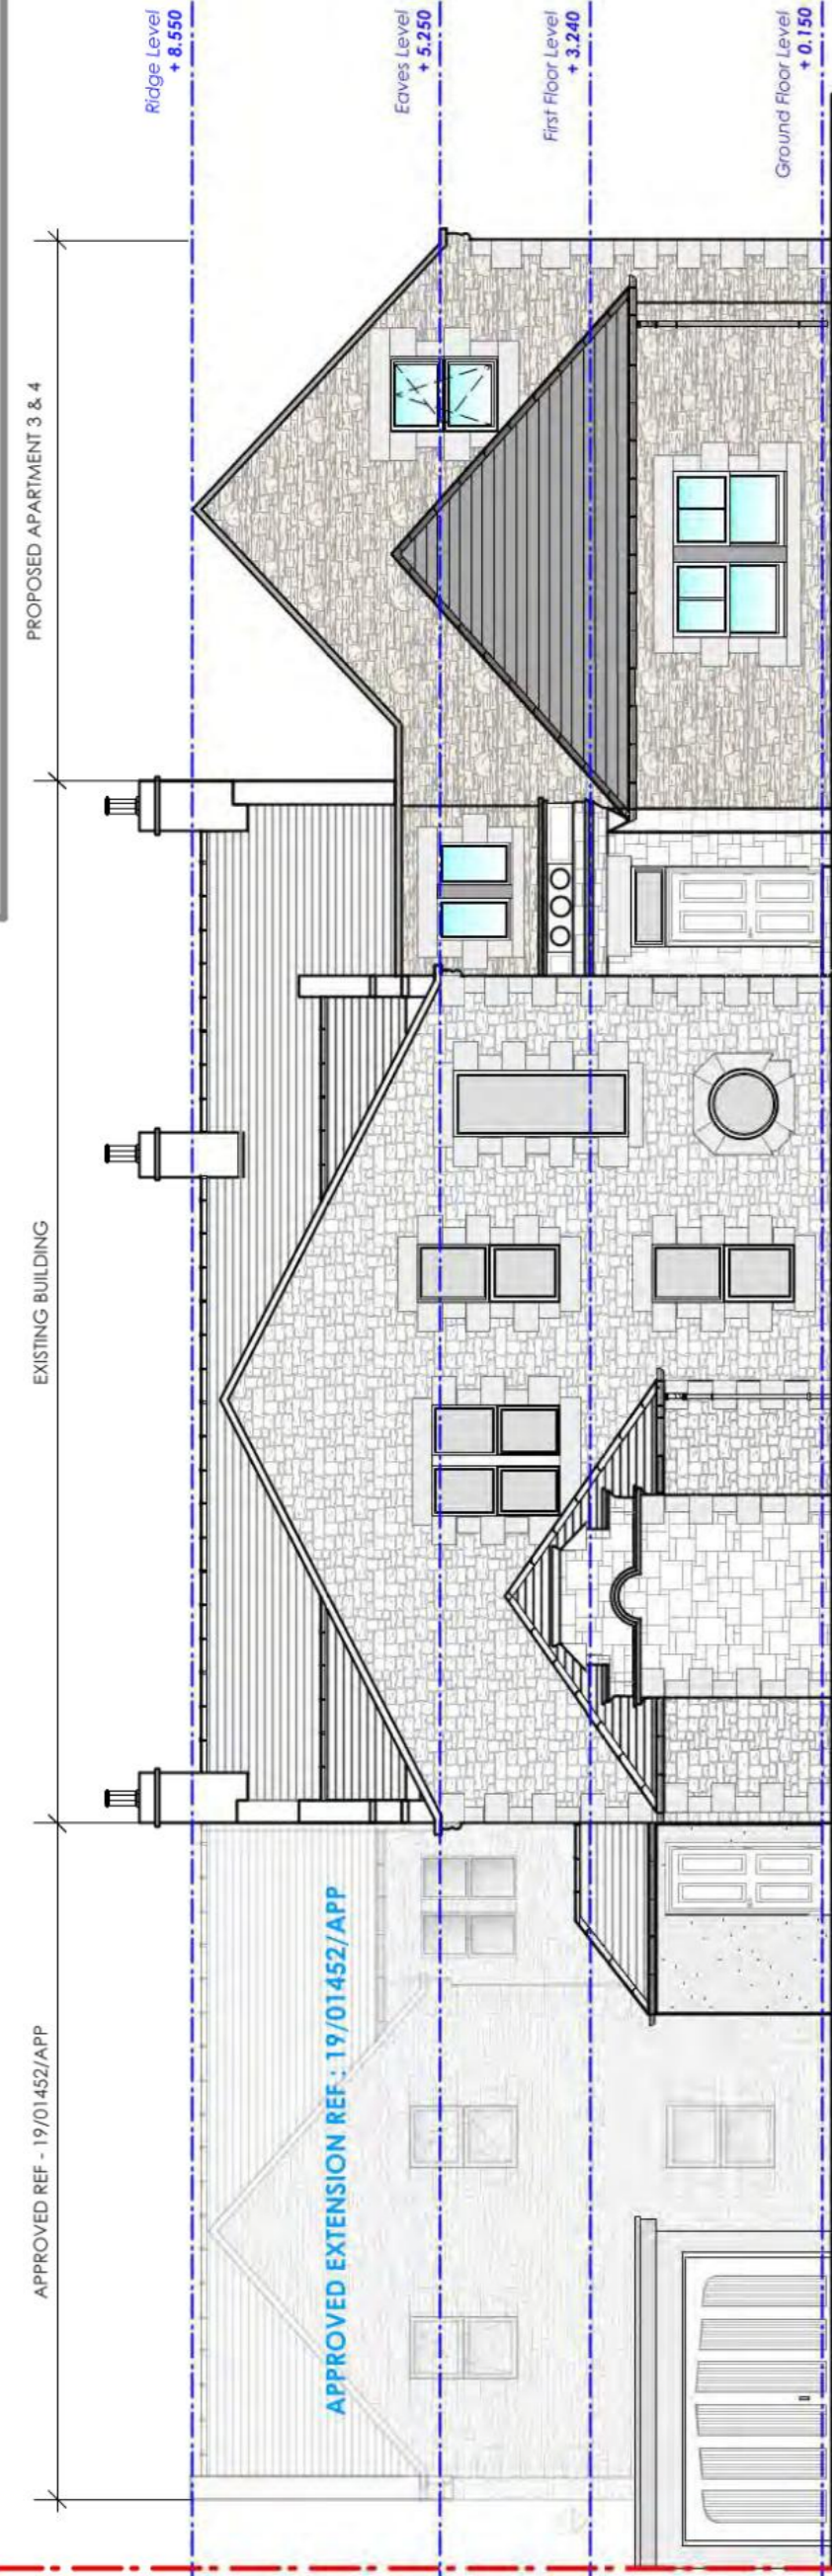 APPROVED REF - 19/01452/APP
EXISTING BUILDING
PROPOSED APARTMENT 3 & 4
Ridge Level
+ 8.550
Eaves Level
+ 5.250
First Floor Level
+ 3.240
Ground Floor Level
+ 0.150
APPROVED EXTENSION REF : 19/01452/APP